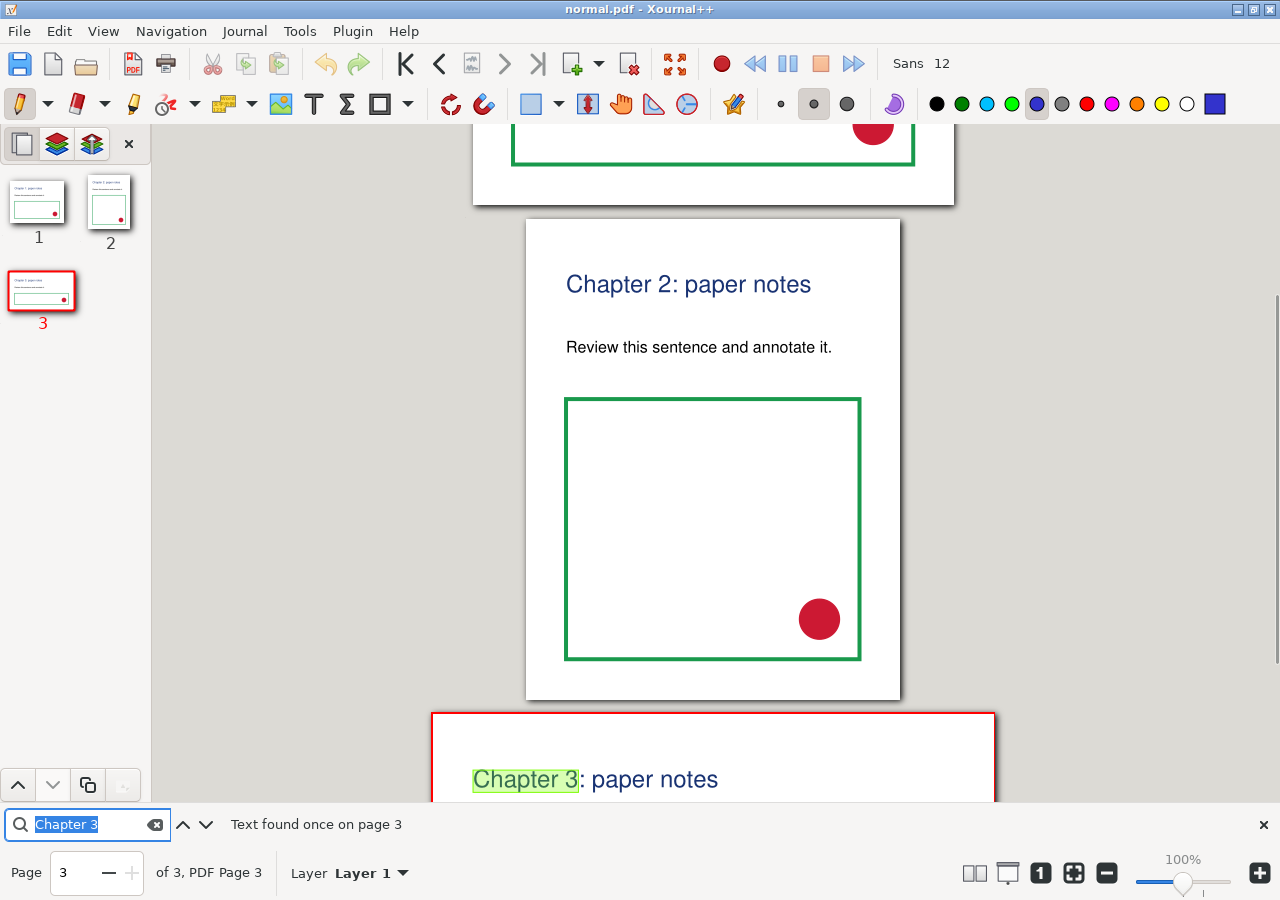 normal.pdf - Xournal++
File Edit View Navigation Journal Tools Plugin Help
Sans 12
1
2
3
Chapter 2: paper notes
Review this sentence and annotate it.
Chapter 3: paper notes
Chapter 3
Text found once on page 3
Page 3 of 3, PDF Page 3 Layer Layer 1
100%